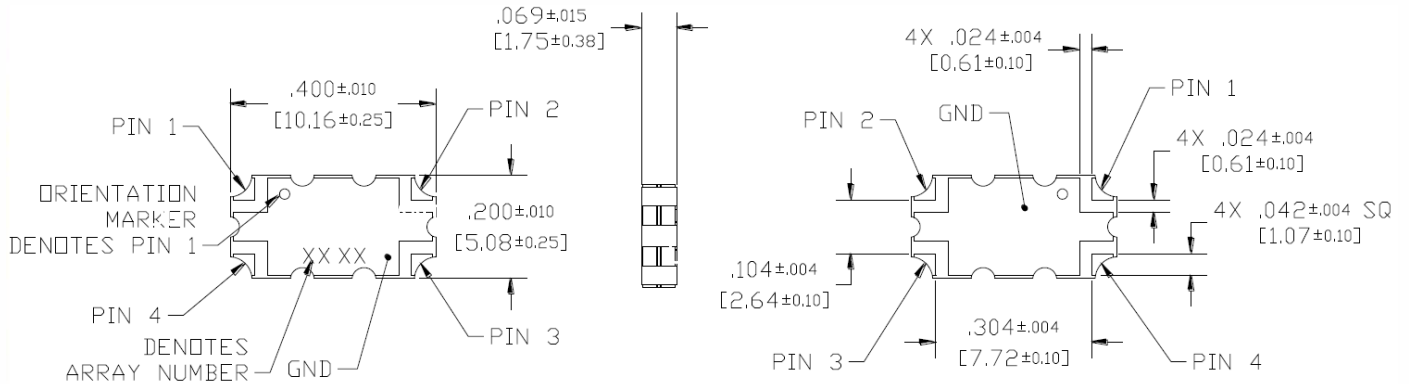 .069±.015
[1.75±0.38]
4X .024±.004
[0.61±0.10]
.400±.010
[10.16±0.25]
PIN 1
PIN 2
PIN 1
PIN 2
GND
4X .024±.004
[0.61±0.10]
ORIENTATION
MARKER
DENOTES PIN 1
.200±.010
[5.08±0.25]
4X .042±.004 SQ
[1.07±0.10]
XX XX
.104±.004
[2.64±0.10]
PIN 4
PIN 3
DENOTES
ARRAY NUMBER
GND
.304±.004
[7.72±0.10]
PIN 3
PIN 4